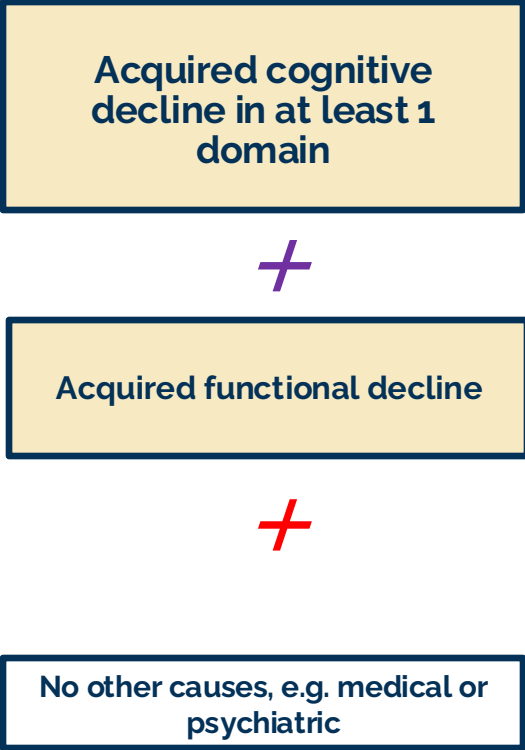 Acquired cognitive
decline in at least 1
domain
+
Acquired functional decline
+
No other causes, e.g. medical or
psychiatric